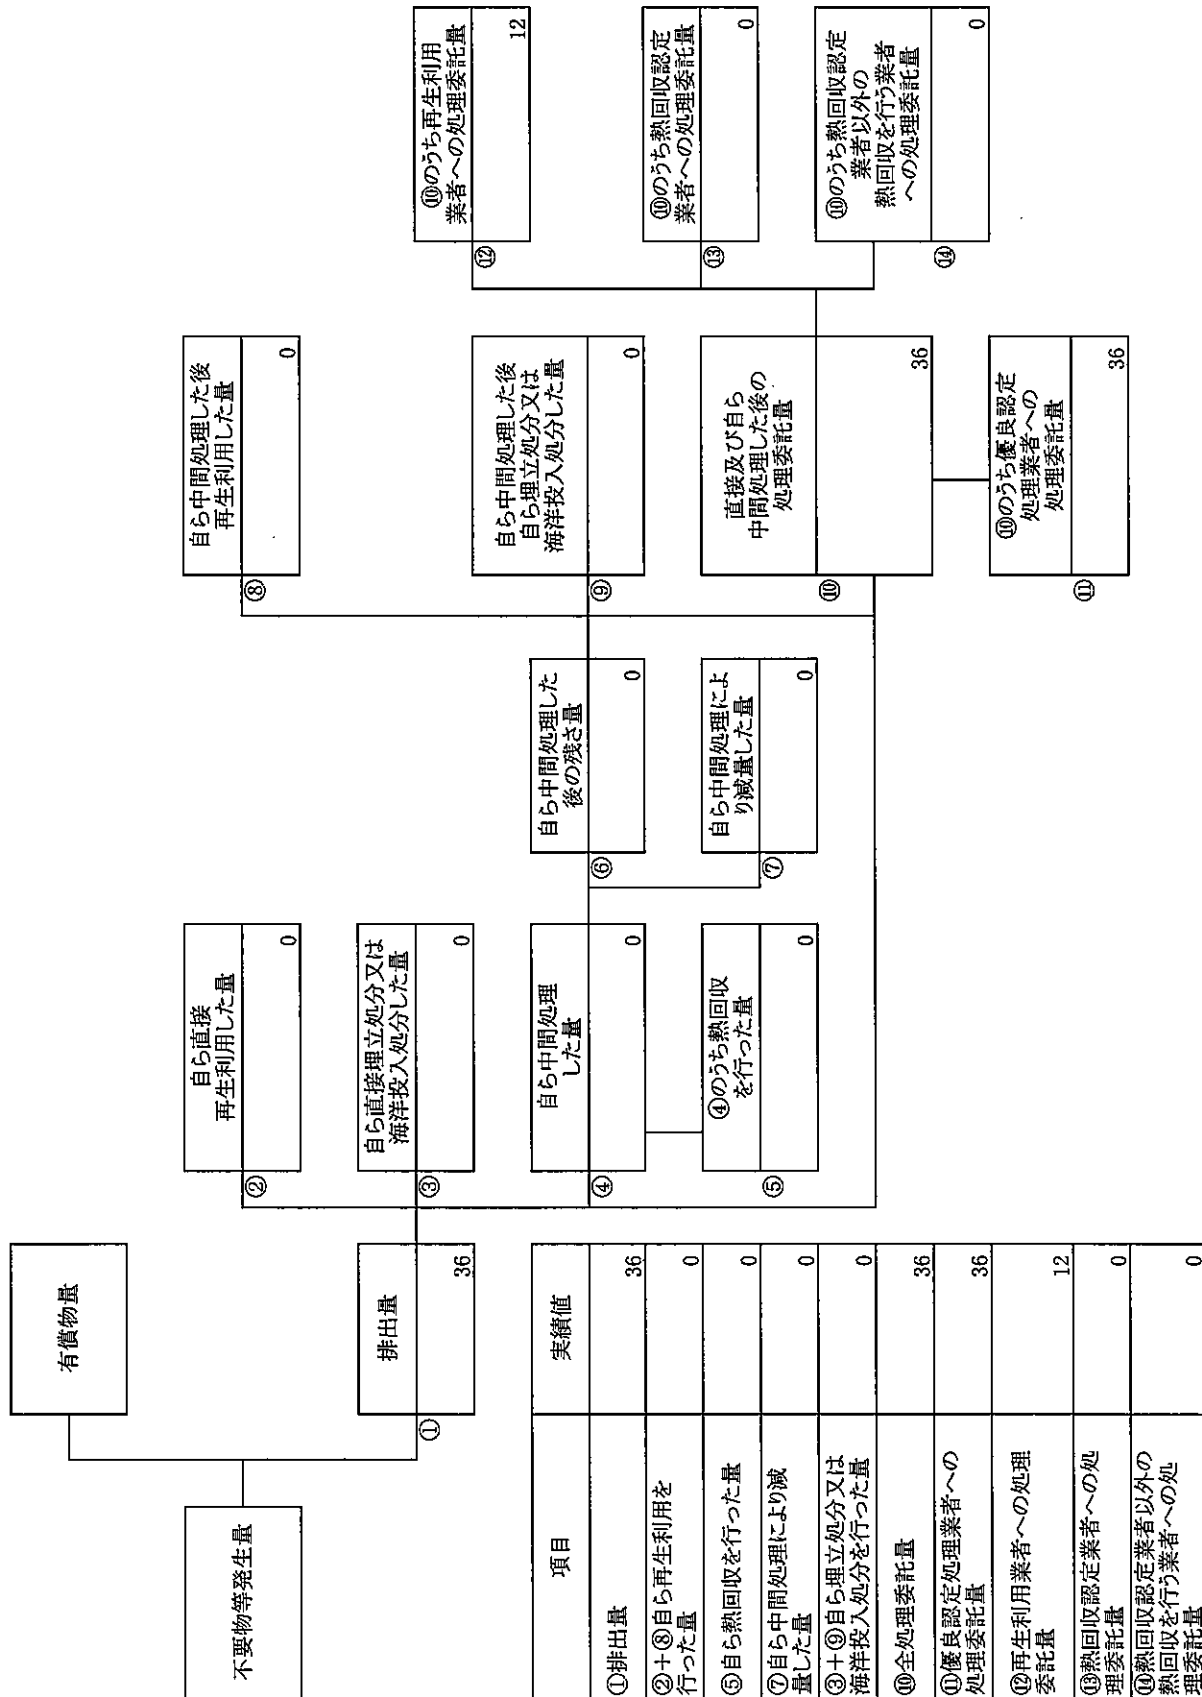 不要物等発生量
有償物量
①
排出量
36
②
自ら直接
再生利用した量
0
③
自ら直接埋立処分又は
海洋投入処分した量
0
④
自ら中間処理
した量
0
⑤
④のうち熱回収
を行った量
0
⑥
自ら中間処理した
後の残さ量
0
⑦
自ら中間処理によ
り減量した量
0
⑧
自ら中間処理した後
再生利用した量
0
⑨
自ら中間処理した後
自ら埋立処分又は
海洋投入処分した量
0
⑩
直接及び自ら
中間処理した後の
処理委託量
36
⑪
⑩のうち優良認定
処理業者への
処理委託量
36
⑫
⑩のうち再生利用
業者への処理委託量
12
⑬
⑩のうち熱回収認定
業者への処理委託量
0
⑭
⑩のうち熱回収認定
業者以外の
熱回収を行う業者
への処理委託量
0
項目 実績値
①排出量 36
②+⑧自ら再生利用を
行った量 0
⑤自ら熱回収を行った量 0
⑦自ら中間処理により減
量した量 0
③+⑨自ら埋立処分又は
海洋投入処分を行った量 0
⑩全処理委託量 36
⑪優良認定処理業者への
処理委託量 36
⑫再生利用業者への処理
委託量 12
⑬熱回収認定業者への処
理委託量 0
⑭熱回収認定業者以外の
熱回収を行う業者への処
理委託量 0